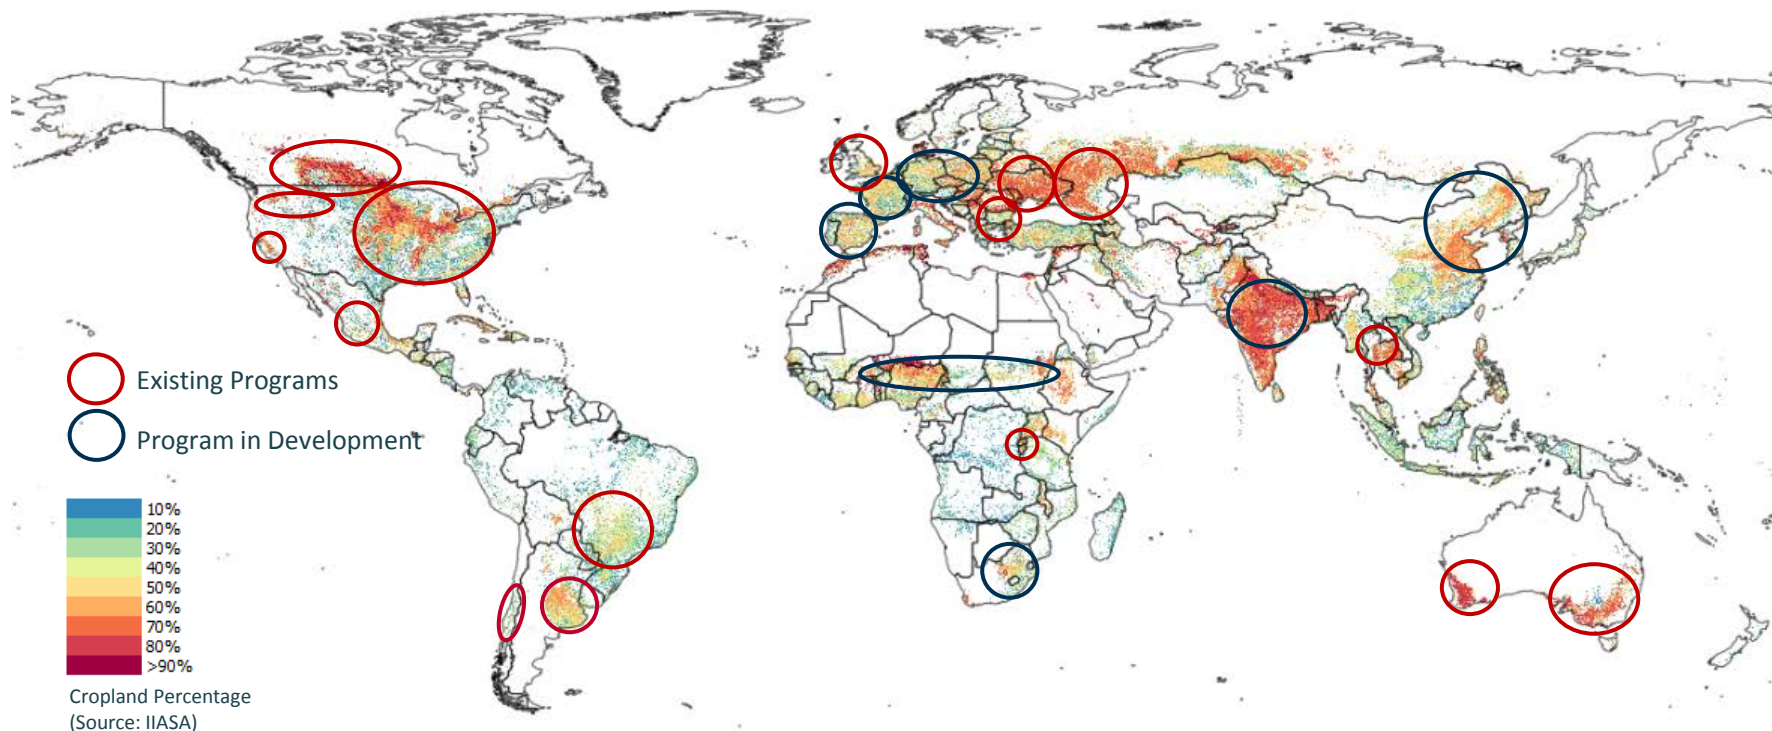 Existing Programs
Program in Development
10%
20%
30%
40%
50%
60%
70%
80%
>90%
Cropland Percentage
(Source: IIASA)